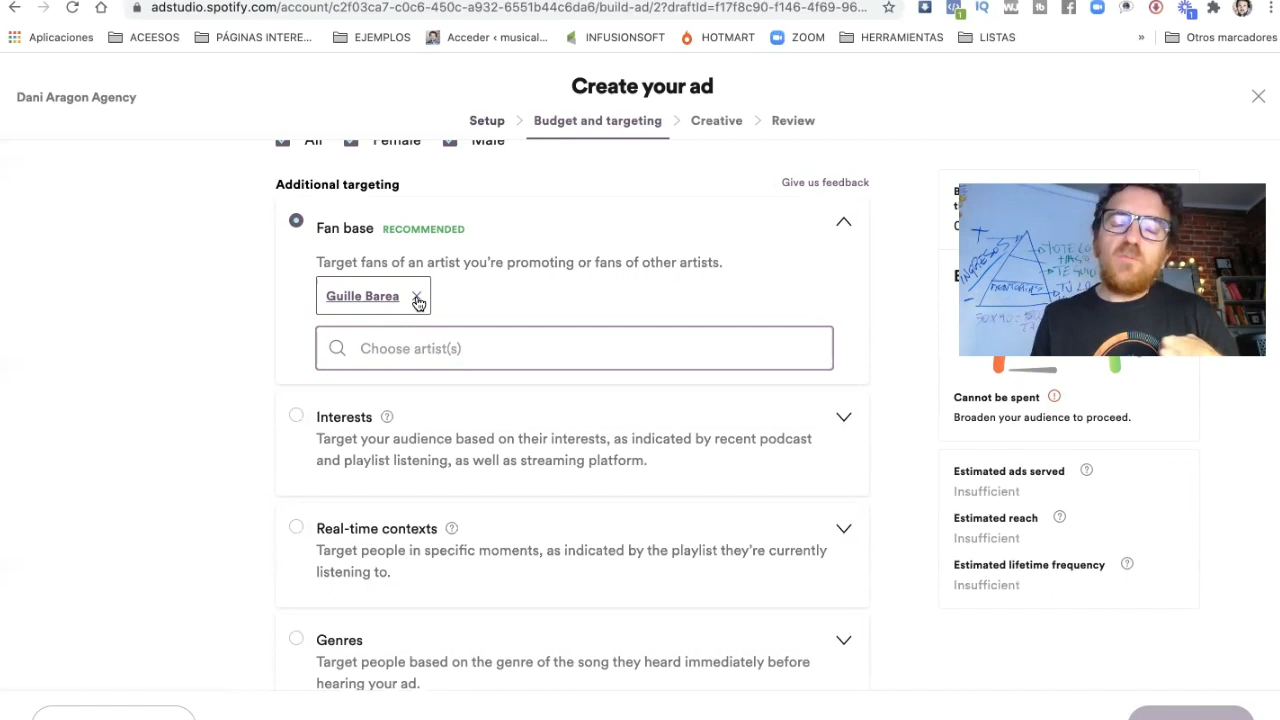 adstudio.spotify.com/account/c2f03ca7-c0c6-450c-a932-6551b44c6da6/build-ad/2?draftId=f17f8c90-f146-4f69-96...
Aplicaciones ACEESOS PÁGINAS INTERE... EJEMPLOS Acceder ‹ musical... INFUSIONSOFT HOTMART ZOOM HERRAMIENTAS LISTAS » Otros marcadores
Create your ad
Dani Aragon Agency
Setup > Budget and targeting > Creative > Review
All Female Male
Additional targeting
Give us feedback
Fan base RECOMMENDED
Target fans of an artist you’re promoting or fans of other artists.
Guille Barea
Choose artist(s)
Interests
Target your audience based on their interests, as indicated by recent podcast
and playlist listening, as well as streaming platform.
Real-time contexts
Target people in specific moments, as indicated by the playlist they’re currently
listening to.
Genres
Target people based on the genre of the song they heard immediately before
hearing your ad.
INGRESOS
Cannot be spent
Broaden your audience to proceed.
Estimated ads served
Insufficient
Estimated reach
Insufficient
Estimated lifetime frequency
Insufficient